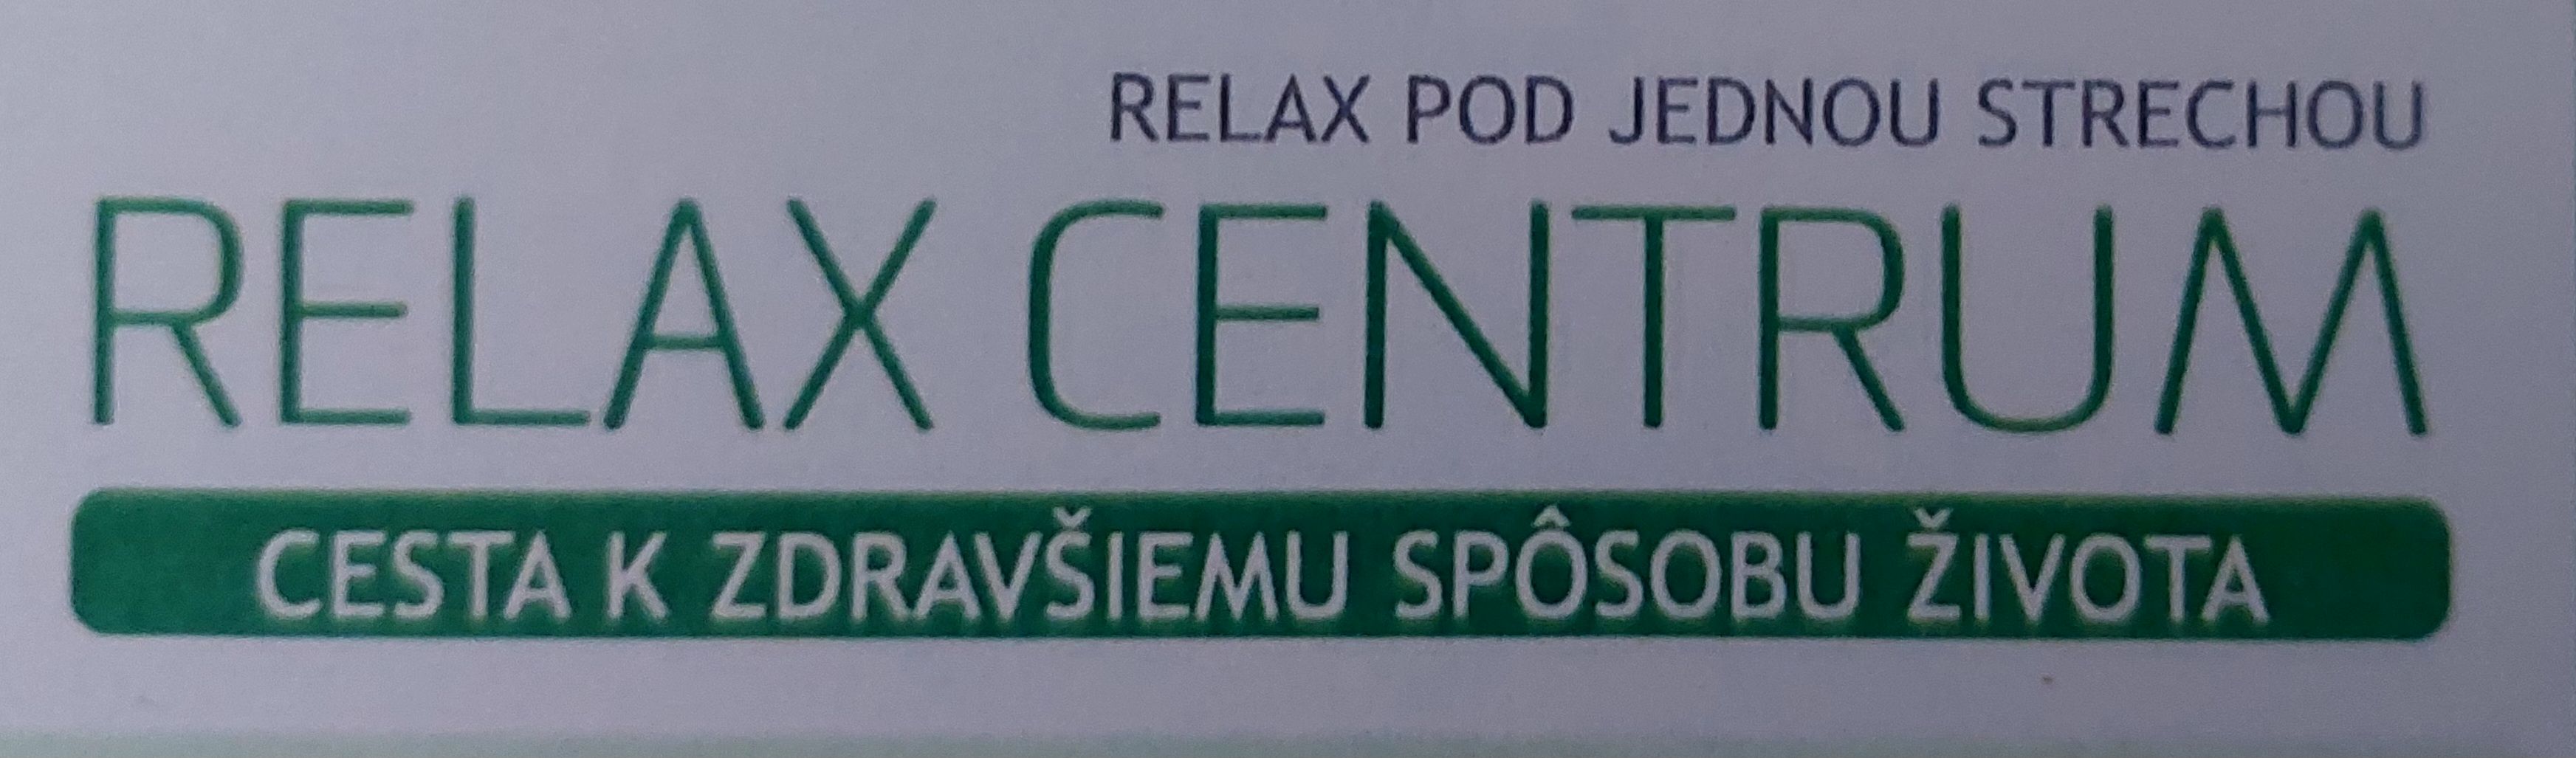 RELAX POD JEDNOU STRECHOU
RELAX CENTRUM
CESTA K ZDRAVŠIEMU SPÔSOBU ŽIVOTA